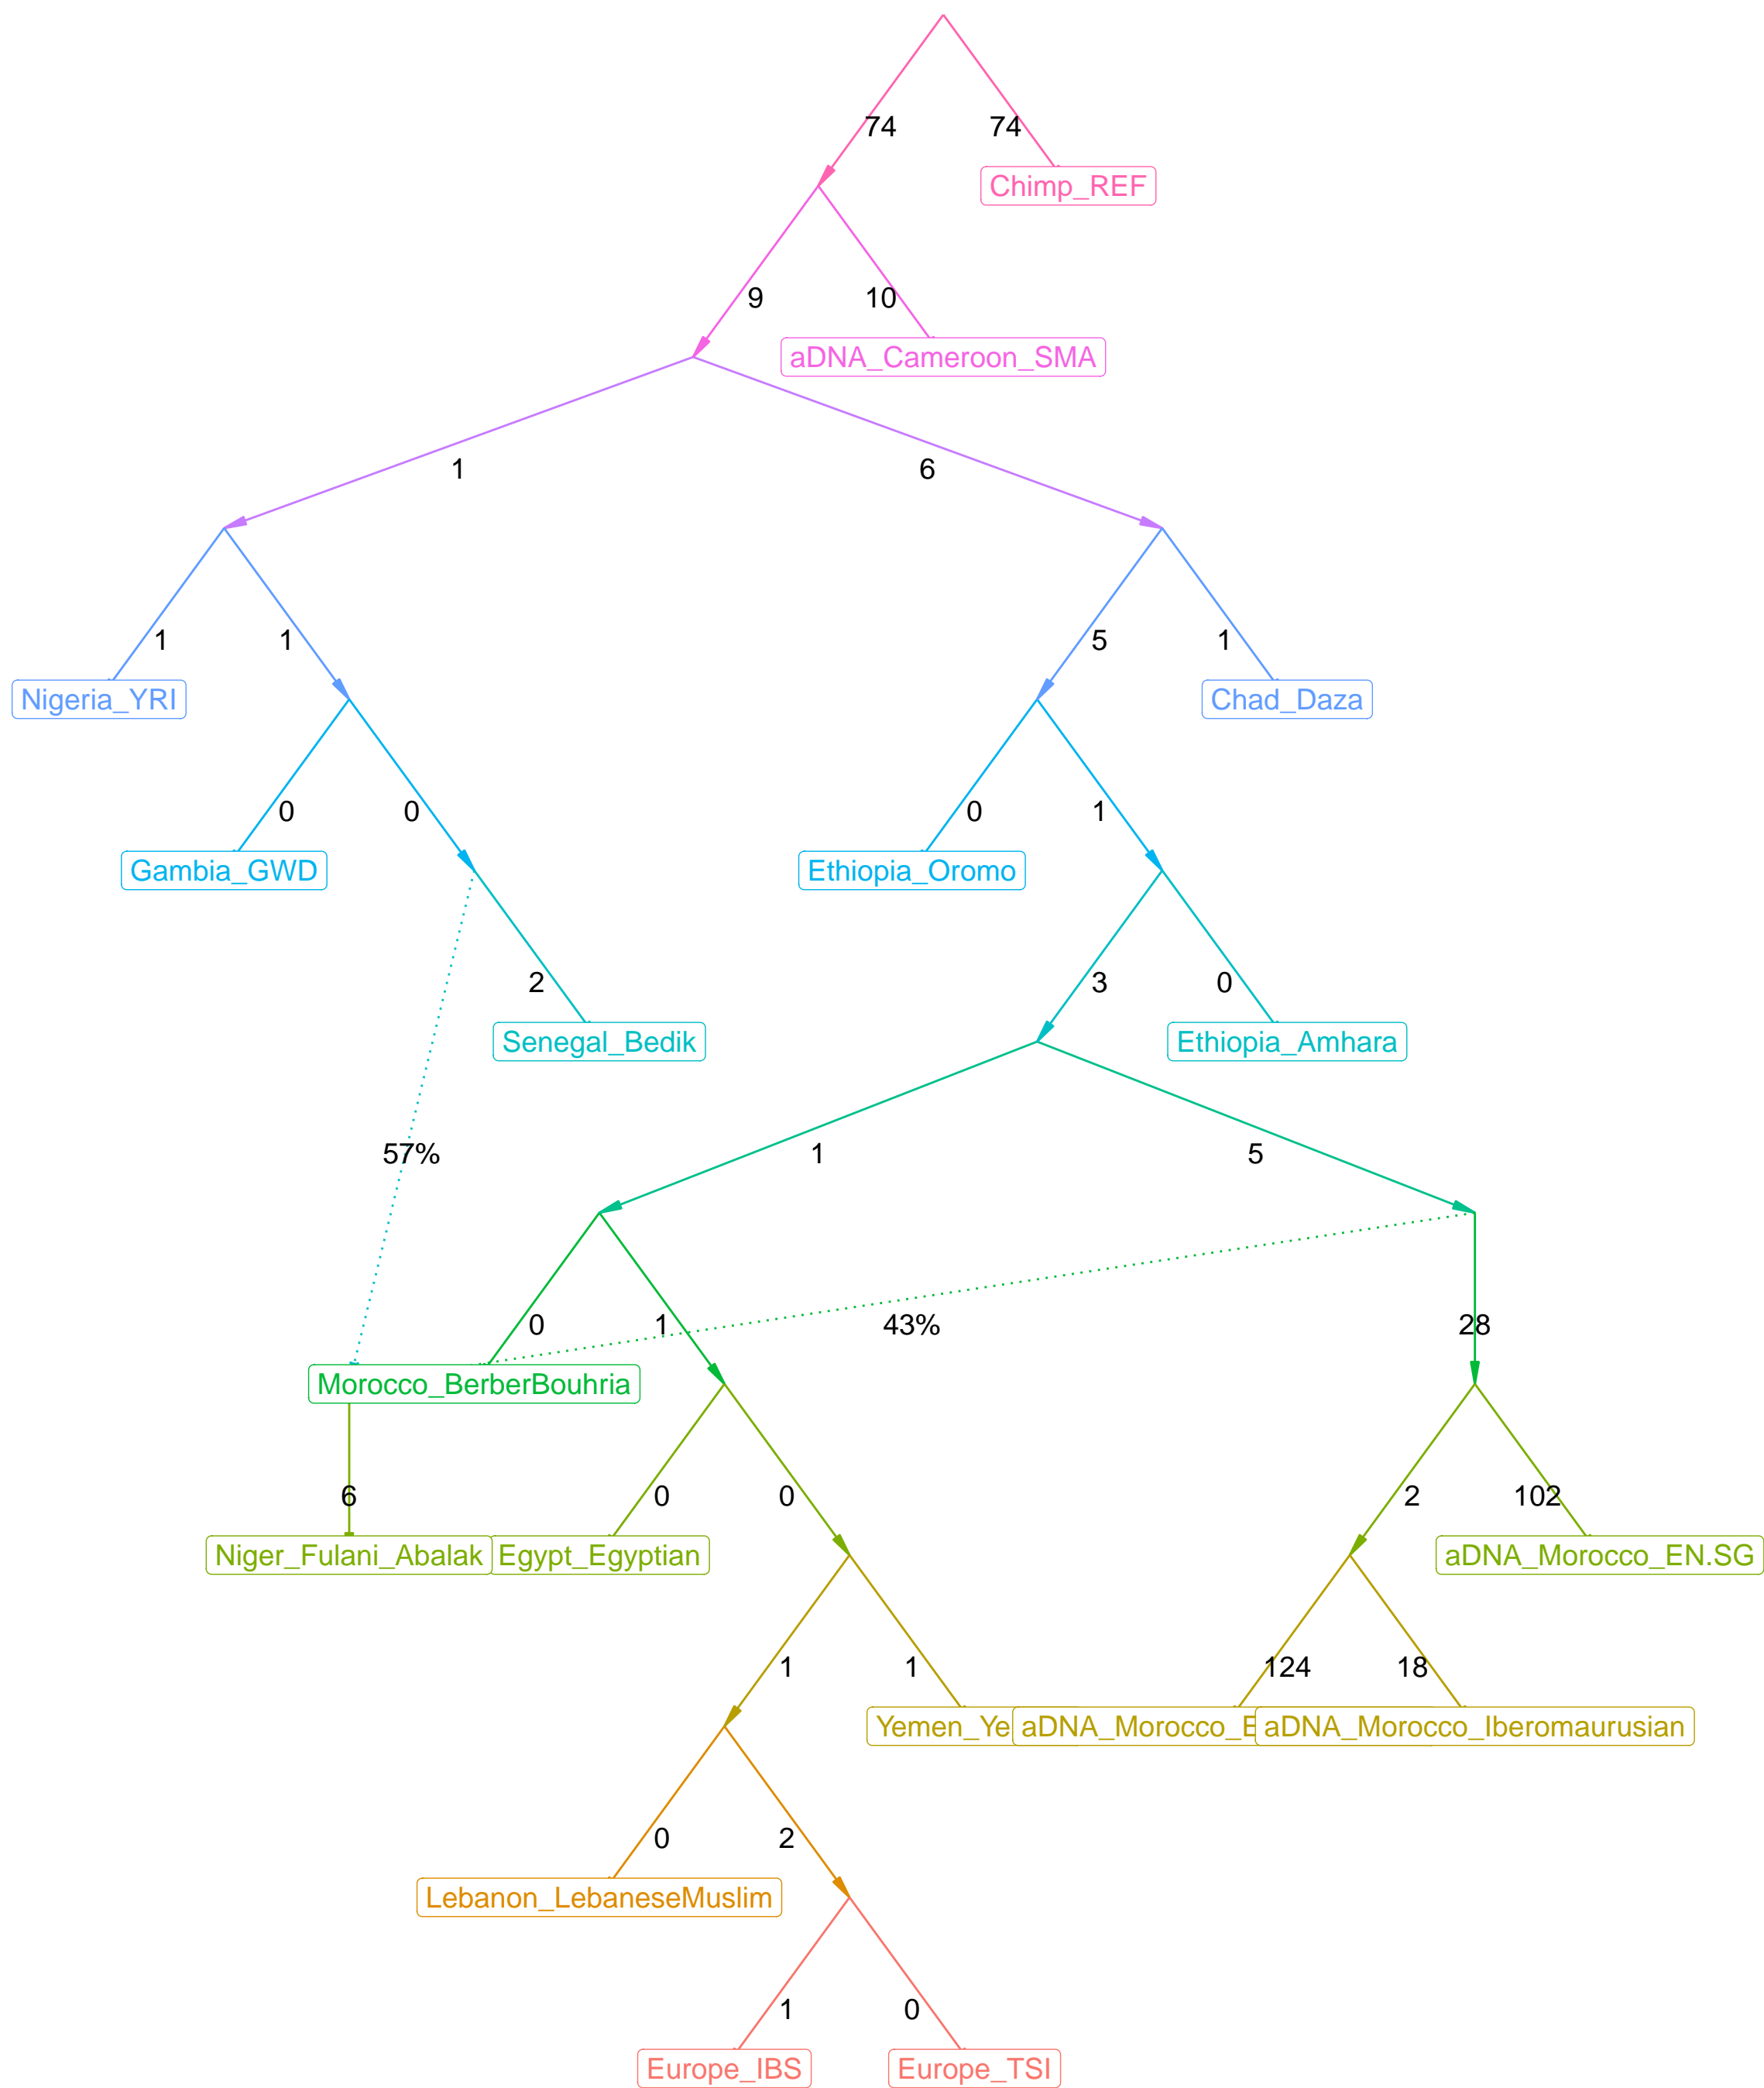 74 74
Chimp_REF
9 10
aDNA_Cameroon_SMA
1 6
1 1 5 1
Nigeria_YRI Chad_Daza
0 0 0 1
Gambia_GWD Ethiopia_Oromo
2 3 0
Senegal_Bedik Ethiopia_Amhara
57% 1 5
0 1 43% 28
Morocco_BerberBouhria
6 0 0 2 102
Niger_Fulani_Abalak Egypt_Egyptian aDNA_Morocco_EN.SG
1 1 124 18
aDNA_Morocco_Iberomaurusian
0 2
Lebanon_LebaneseMuslim
1 0
Europe_IBS Europe_TSI